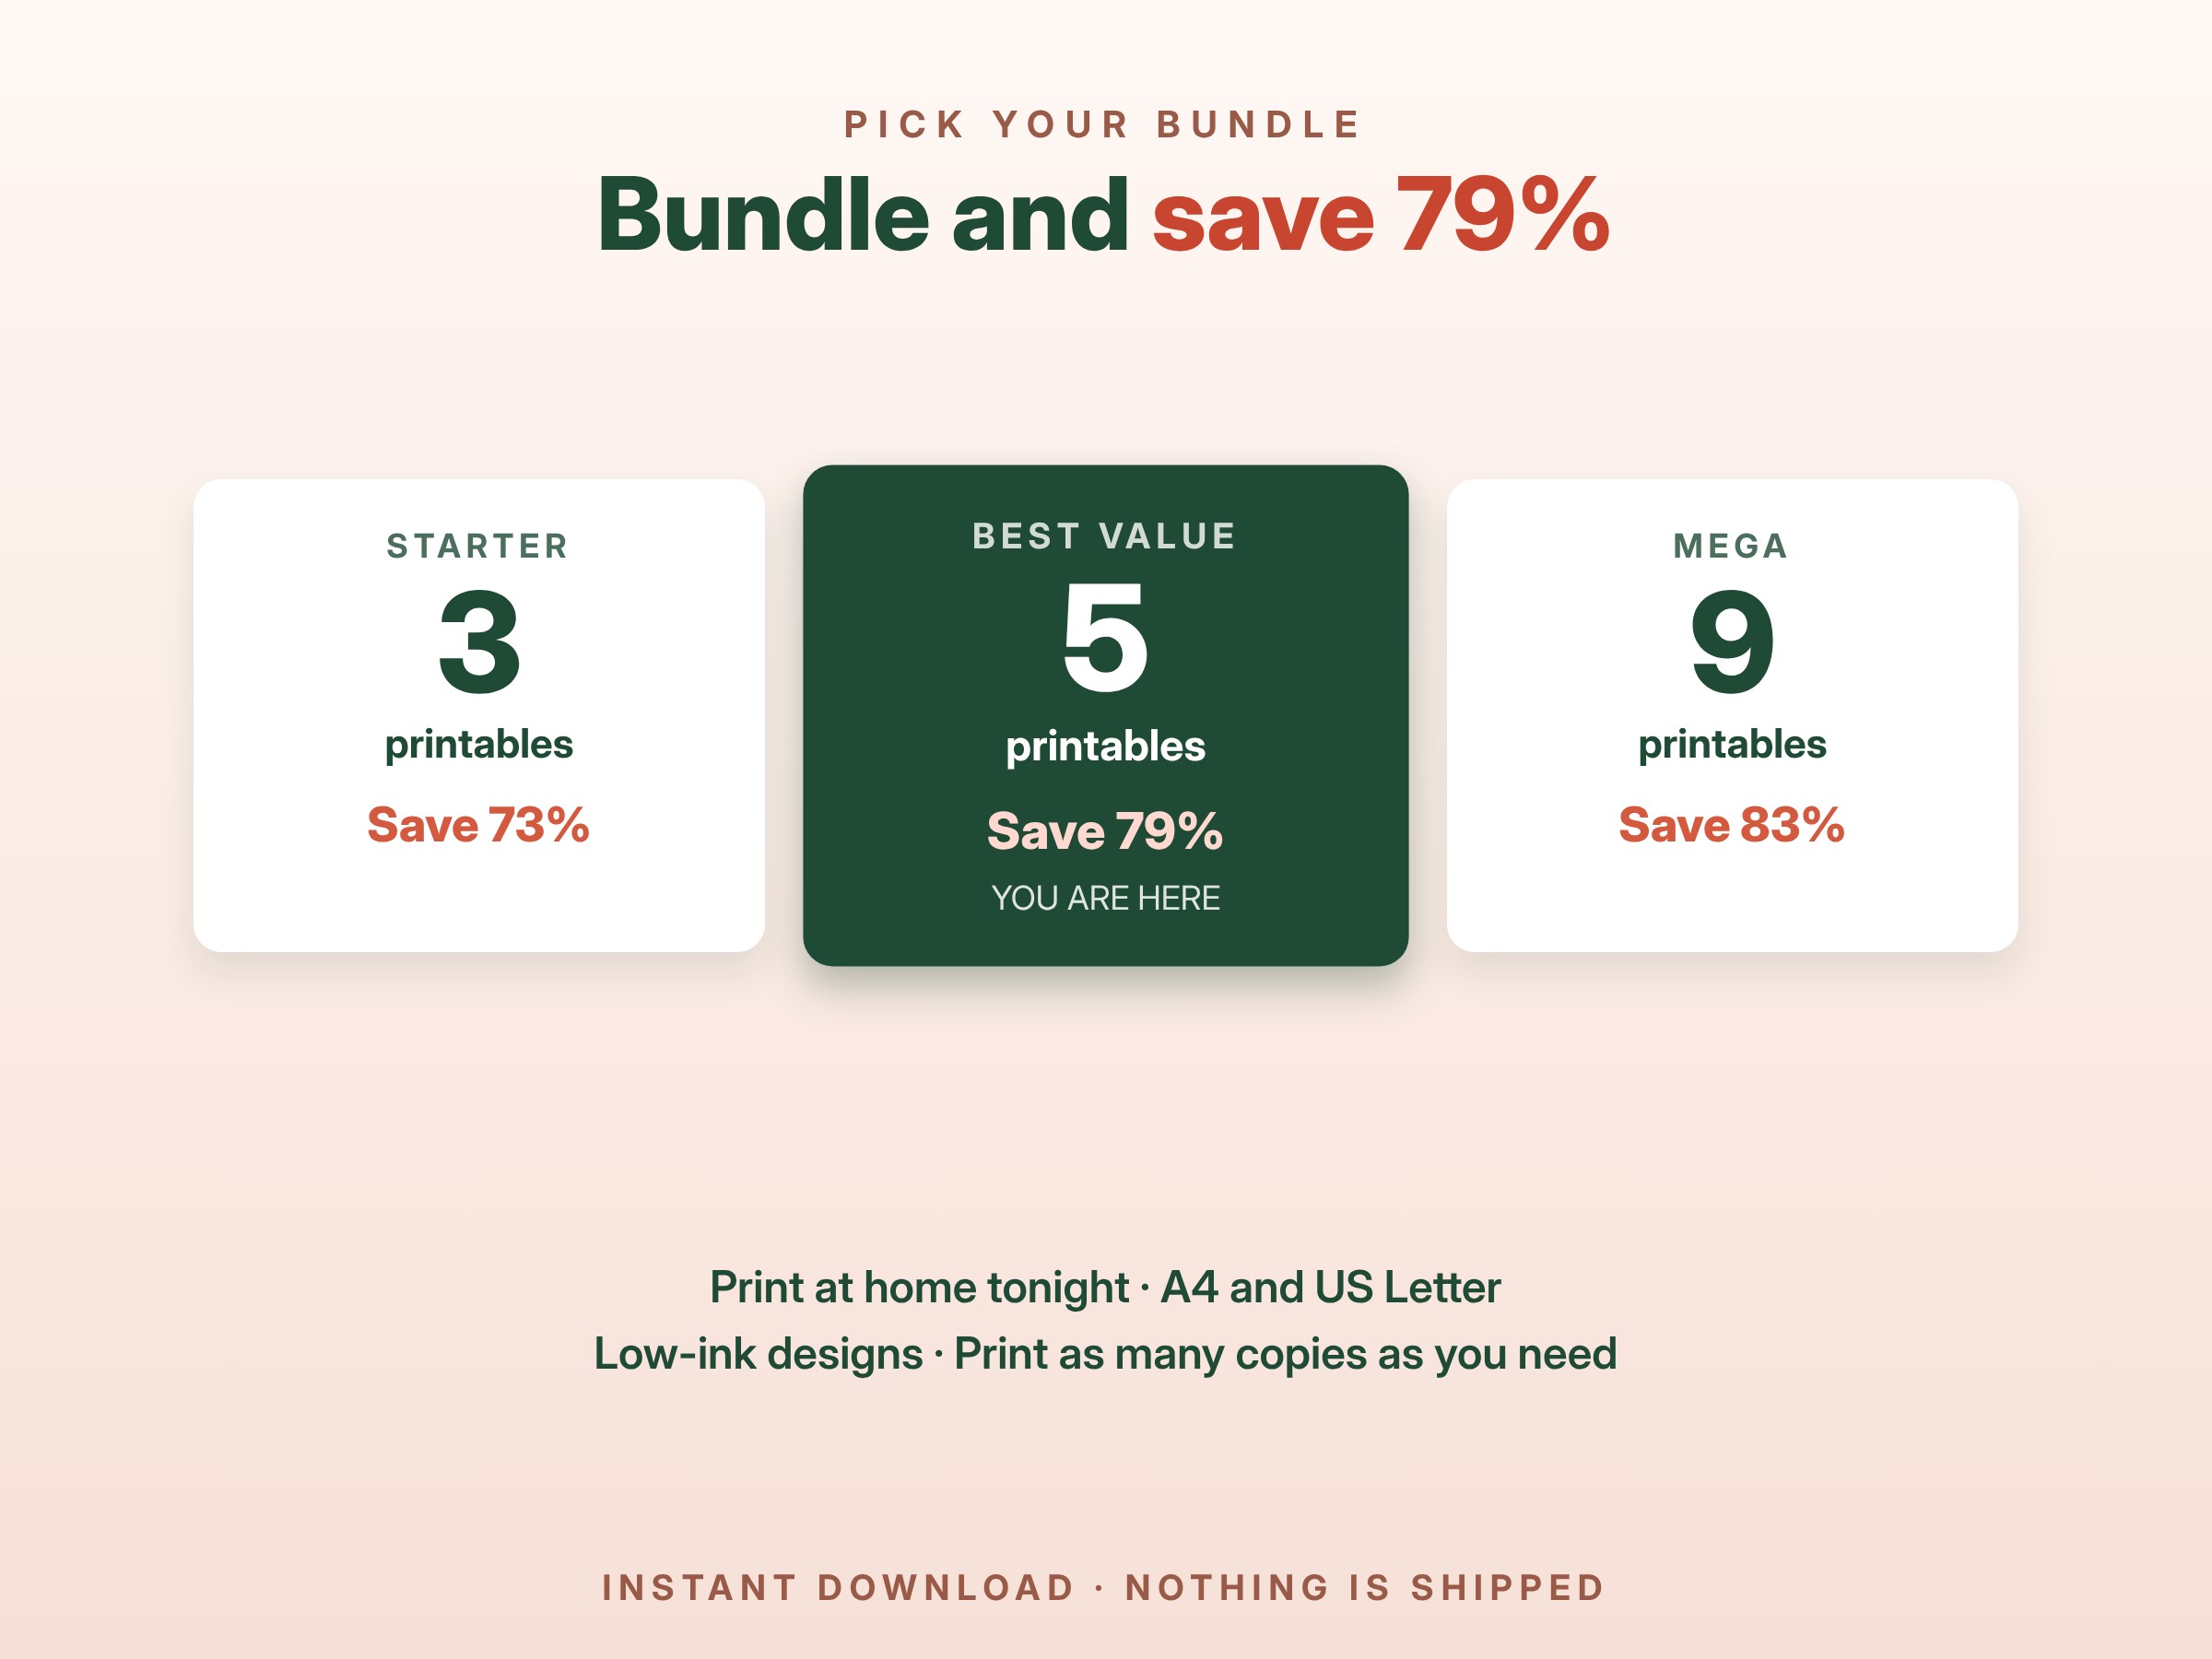 PICK YOUR BUNDLE
Bundle and save 79%
STARTER
3
printables
Save 73%
BEST VALUE
5
printables
Save 79%
YOU ARE HERE
MEGA
9
printables
Save 83%
Print at home tonight · A4 and US Letter
Low-ink designs · Print as many copies as you need
INSTANT DOWNLOAD · NOTHING IS SHIPPED